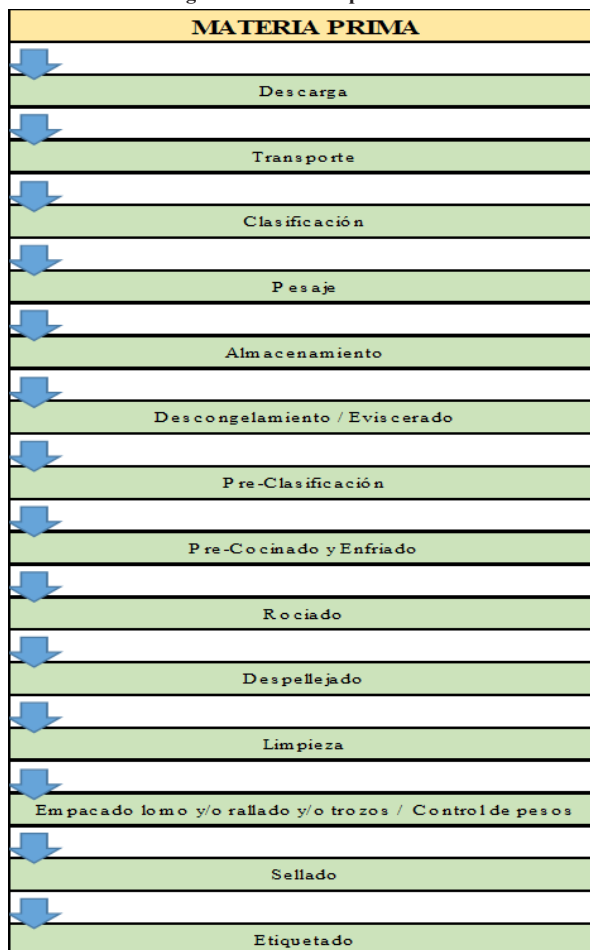 MATERIA PRIMA
Descarga
Transporte
Clasificación
Pesaje
Almacenamiento
Descongelamiento / Eviscerado
Pre-Clasificación
Pre-Cocinado y Enfriado
Rociado
Despellejado
Limpieza
Empacado lomo y/o rallado y/o trozos / Control de pesos
Sellado
Etiquetado